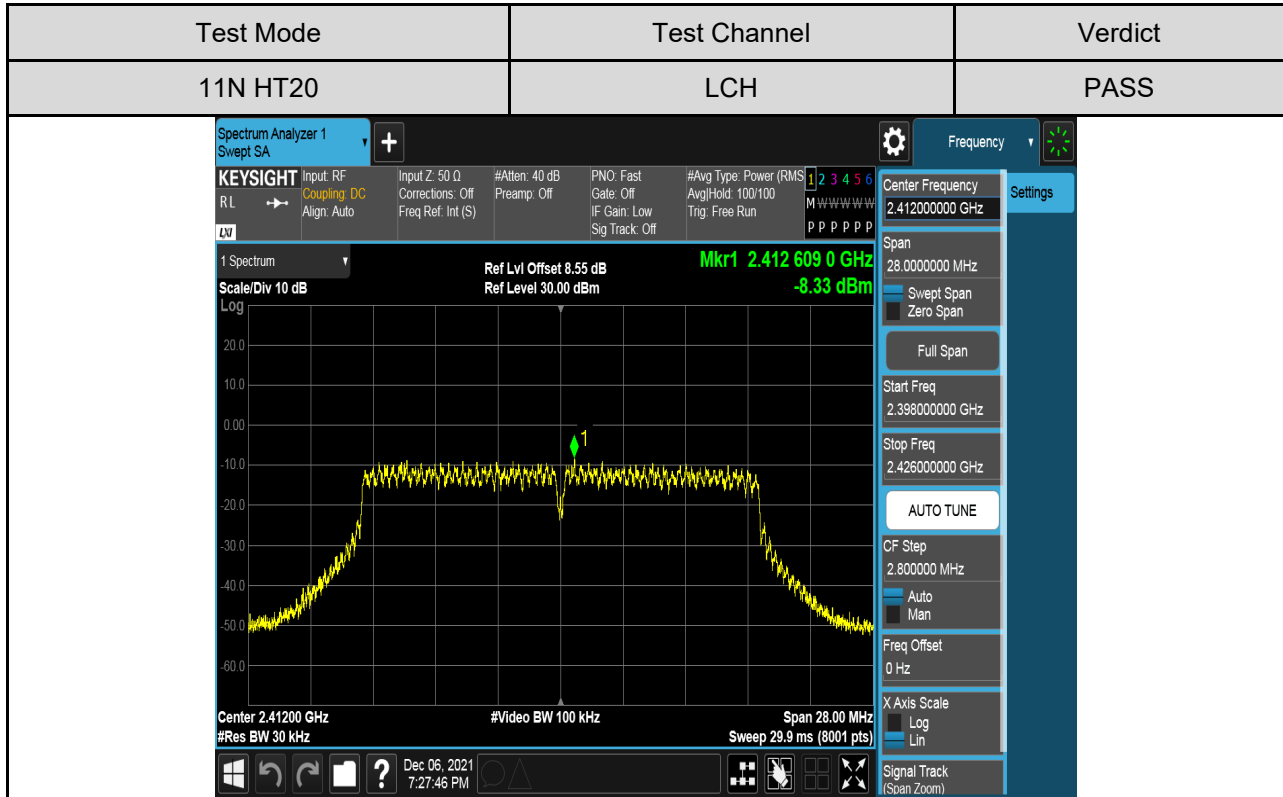 Test Mode Test Channel Verdict
11N HT20 LCH PASS
Spectrum Analyzer 1
Swept SA
+
Frequency
KEYSIGHT
RL
LXI
Input: RF
Coupling: DC
Align: Auto
Input Z: 50 Ω
Corrections: Off
Freq Ref: Int (S)
#Atten: 40 dB
Preamp: Off
PNO: Fast
Gate: Off
IF Gain: Low
Sig Track: Off
#Avg Type: Power (RMS
Avg|Hold: 100/100
Trig: Free Run
1 2 3 4 5 6
M W W W W W
P P P P P P
1 Spectrum
Scale/Div 10 dB
Log
Ref Lvl Offset 8.55 dB
Ref Level 30.00 dBm
Mkr1 2.412 609 0 GHz
-8.33 dBm
20.0
10.0
0.00
-10.0
-20.0
-30.0
-40.0
-50.0
-60.0
1
Center 2.41200 GHz
#Res BW 30 kHz
#Video BW 100 kHz
Span 28.00 MHz
Sweep 29.9 ms (8001 pts)
Center Frequency
2.412000000 GHz
Settings
Span
28.0000000 MHz
Swept Span
Zero Span
Full Span
Start Freq
2.398000000 GHz
Stop Freq
2.426000000 GHz
AUTO TUNE
CF Step
2.800000 MHz
Auto
Man
Freq Offset
0 Hz
X Axis Scale
Log
Lin
Signal Track
(Span Zoom)
?
Dec 06, 2021
7:27:46 PM